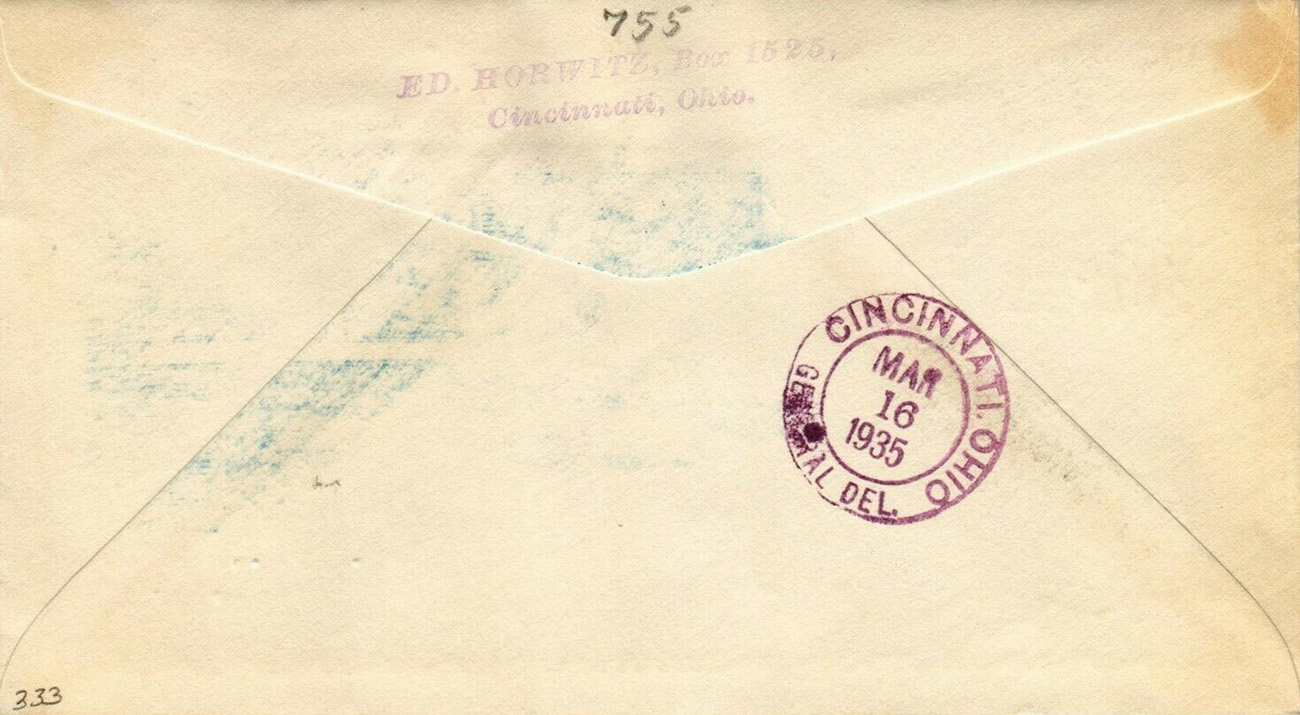 755
ED. HORWITZ, Box 1525,
Cincinnati, Ohio.
CINCINNATI, OHIO
MAR
16
1935
GENERAL DEL.
333